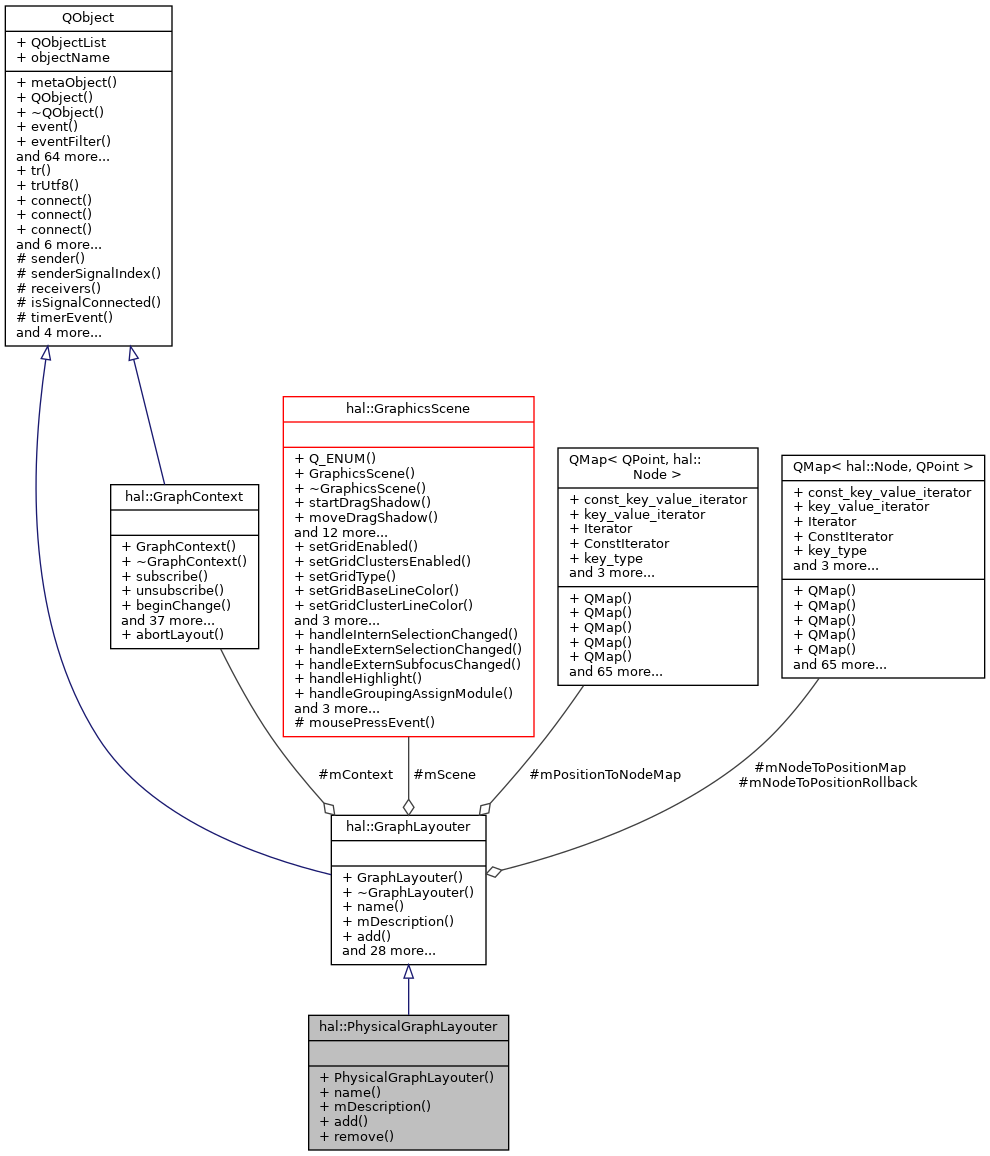 QObject
+ QObjectList
+ objectName
+ metaObject()
+ QObject()
+ ~QObject()
+ event()
+ eventFilter()
and 64 more...
+ tr()
+ trUtf8()
+ connect()
+ connect()
+ connect()
and 6 more...
# sender()
# senderSignalIndex()
# receivers()
# isSignalConnected()
# timerEvent()
and 4 more...
hal::GraphContext
+ GraphContext()
+ ~GraphContext()
+ subscribe()
+ unsubscribe()
+ beginChange()
and 37 more...
+ abortLayout()
hal::GraphicsScene
+ Q_ENUM()
+ GraphicsScene()
+ ~GraphicsScene()
+ startDragShadow()
+ moveDragShadow()
and 12 more...
+ setGridEnabled()
+ setGridClustersEnabled()
+ setGridType()
+ setGridBaseLineColor()
+ setGridClusterLineColor()
and 3 more...
+ handleInternSelectionChanged()
+ handleExternSelectionChanged()
+ handleExternSubfocusChanged()
+ handleHighlight()
+ handleGroupingAssignModule()
and 3 more...
# mousePressEvent()
QMap< QPoint, hal::
Node >
+ const_key_value_iterator
+ key_value_iterator
+ Iterator
+ ConstIterator
+ key_type
and 3 more...
+ QMap()
+ QMap()
+ QMap()
+ QMap()
+ QMap()
and 65 more...
QMap< hal::Node, QPoint >
+ const_key_value_iterator
+ key_value_iterator
+ Iterator
+ ConstIterator
+ key_type
and 3 more...
+ QMap()
+ QMap()
+ QMap()
+ QMap()
+ QMap()
and 65 more...
#mContext
#mScene
#mPositionToNodeMap
#mNodeToPositionMap
#mNodeToPositionRollback
hal::GraphLayouter
+ GraphLayouter()
+ ~GraphLayouter()
+ name()
+ mDescription()
+ add()
and 28 more...
hal::PhysicalGraphLayouter
+ PhysicalGraphLayouter()
+ name()
+ mDescription()
+ add()
+ remove()